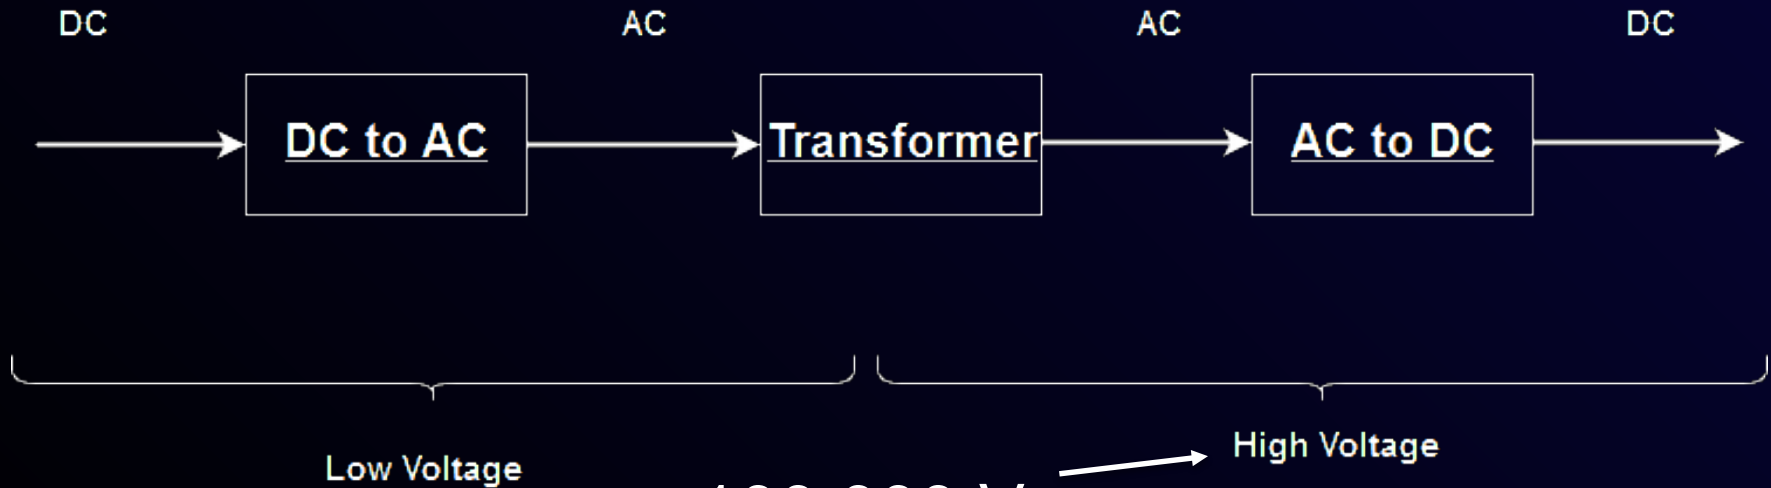 DC AC AC DC
DC to AC Transformer AC to DC
High Voltage
Low Voltage